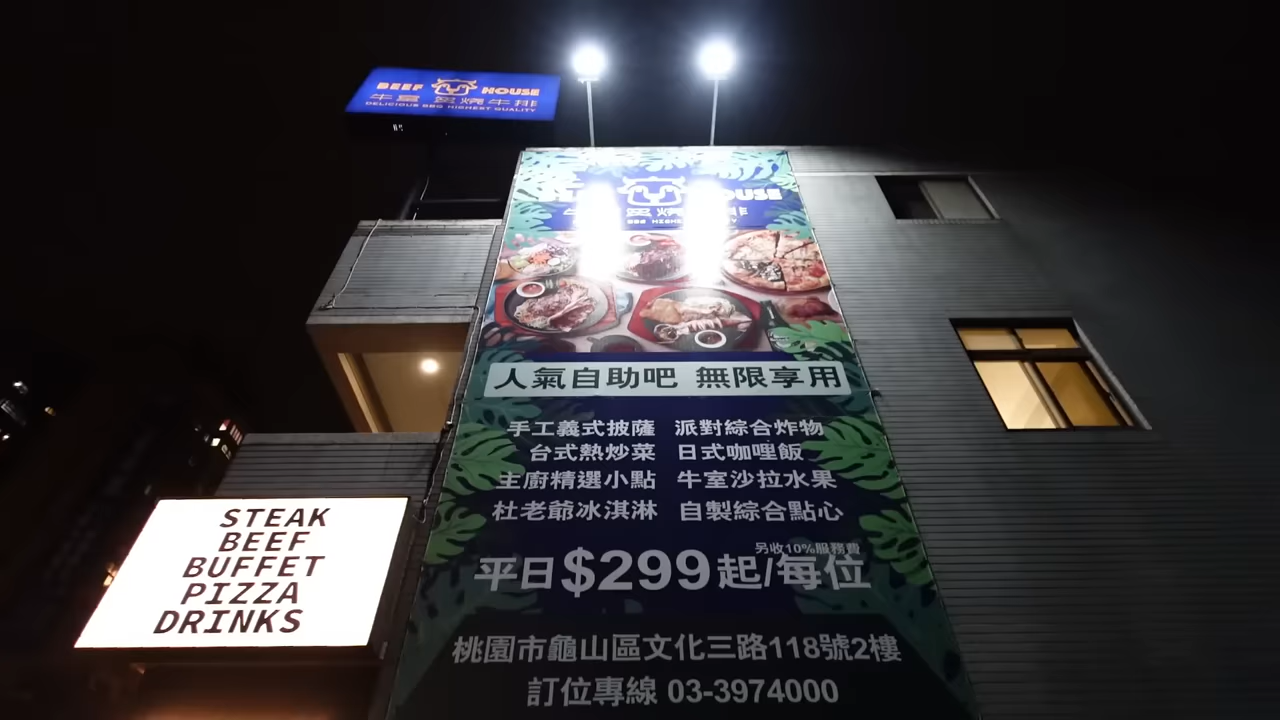 BEEF HOUSE
牛室 炙燒牛排
DELICIOUS BBQ HIGHEST QUALITY
OUSE
人氣自助吧 無限享用
手工義式披薩 派對綜合炸物
台式熱炒菜 日式咖哩飯
主廚精選小點 牛室沙拉水果
杜老爺冰淇淋 自製綜合點心
另收10%服務費
平日$299起/每位
桃園市龜山區文化三路118號2樓
訂位專線 03-3974000
STEAK
BEEF
BUFFET
PIZZA
DRINKS